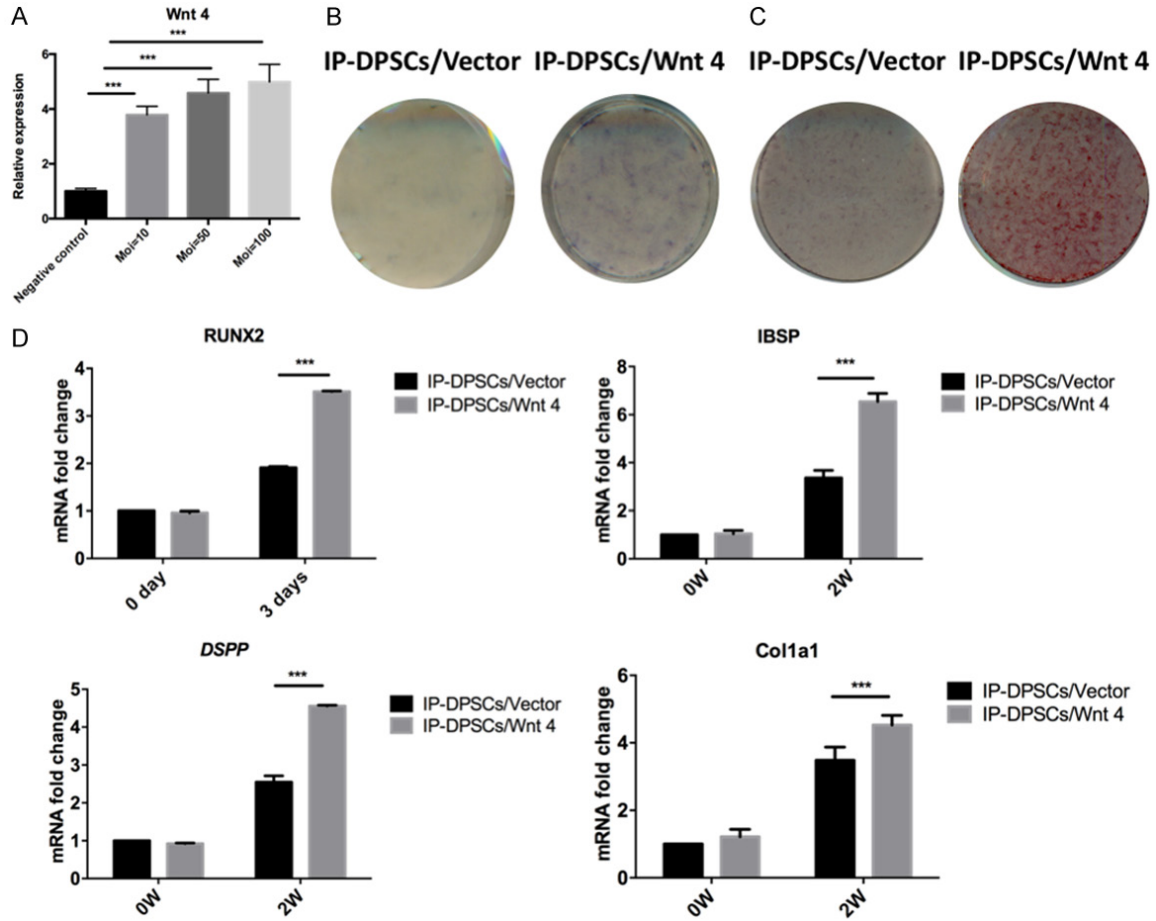 A
Wnt 4
***
***
***
Relative expression
6
4
2
0
Negative control
Moi=10
Moi=50
Moi=100
B
IP-DPSCs/Vector
IP-DPSCs/Wnt 4
C
IP-DPSCs/Vector
IP-DPSCs/Wnt 4
D
RUNX2
mRNA fold change
4
3
2
1
0
***
0 day
3 days
IP-DPSCs/Vector
IP-DPSCs/Wnt 4
IBSP
mRNA fold change
8
6
4
2
0
***
0W
2W
IP-DPSCs/Vector
IP-DPSCs/Wnt 4
DSPP
mRNA fold change
5
4
3
2
1
0
***
0W
2W
IP-DPSCs/Vector
IP-DPSCs/Wnt 4
Col1a1
mRNA fold change
6
4
2
0
***
0W
2W
IP-DPSCs/Vector
IP-DPSCs/Wnt 4